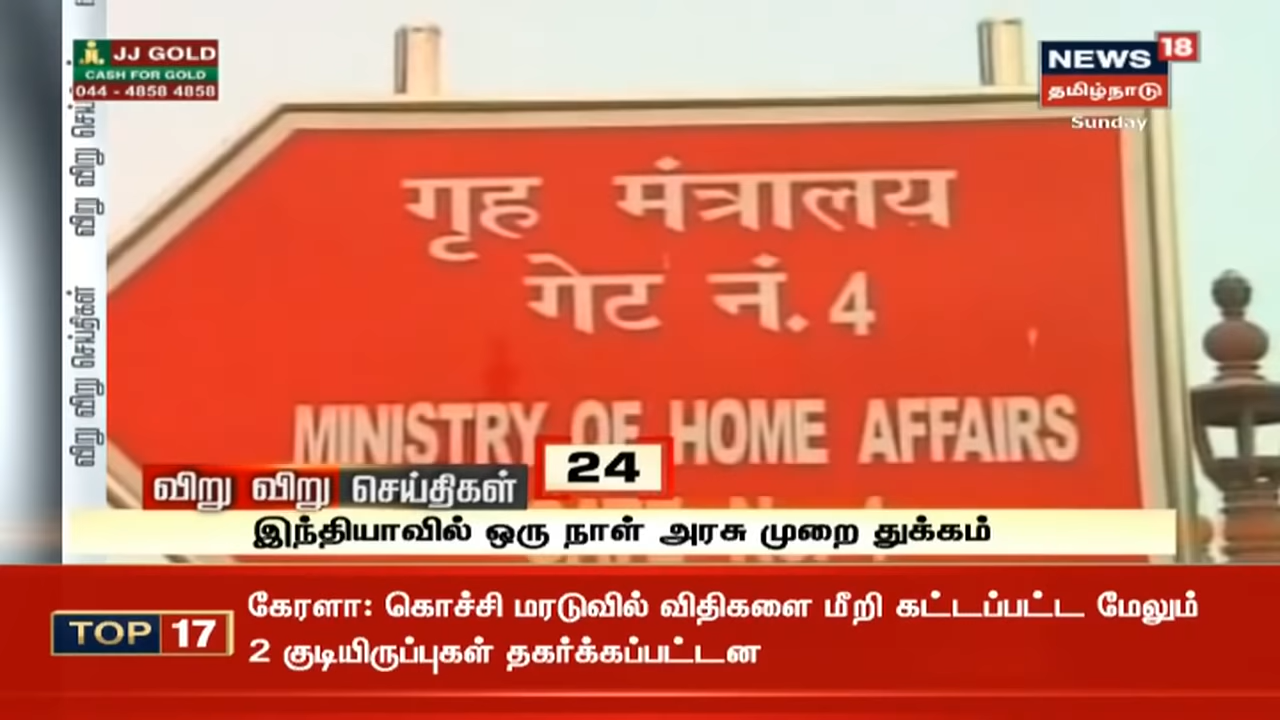 JJ GOLD
CASH FOR GOLD
044 - 4858 4858
NEWS 18
தமிழ்நாடு
Sunday
விறு விறு செய்திகள்
விறு விறு செய்
गृह मंत्रालय
गेट नं. 4
MINISTRY OF HOME AFFAIRS
விறு விறு செய்திகள் 24
இந்தியாவில் ஒரு நாள் அரசு முறை துக்கம்
TOP 17
கேரளா: கொச்சி மரடுவில் விதிகளை மீறி கட்டப்பட்ட மேலும்
2 குடியிருப்புகள் தகர்க்கப்பட்டன